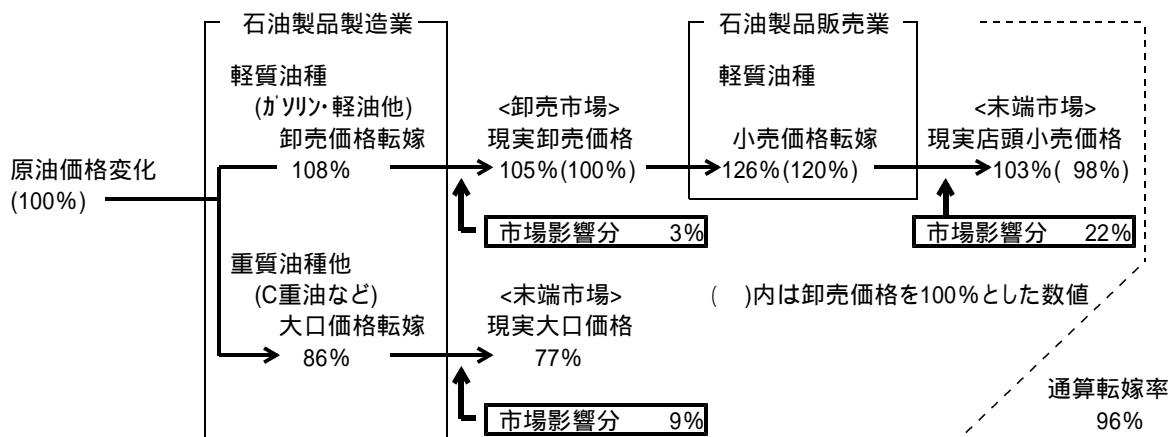 石油製品製造業
石油製品販売業
軽質油種
(ガソリン・軽油他)
卸売価格転嫁
108%
<卸売市場>
現実卸売価格
105%(100%)
軽質油種
小売価格転嫁
126%(120%)
<末端市場>
現実店頭小売価格
103%( 98%)
原油価格変化
(100%)
市場影響分 3%
市場影響分 22%
重質油種他
(C重油など)
大口価格転嫁
86%
<末端市場>
現実大口価格
77%
( )内は卸売価格を100%とした数値
市場影響分 9%
通算転嫁率
96%